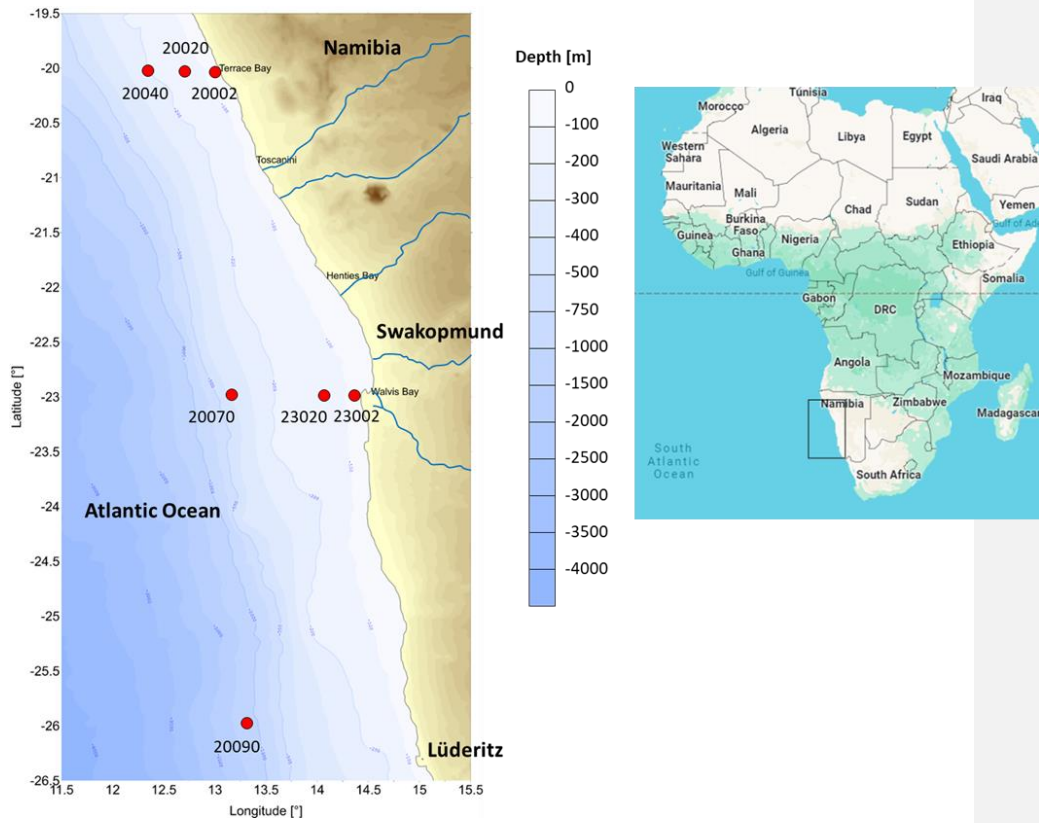 -19.5
-20
-20.5
-21
-21.5
-22
-22.5
-23
-23.5
-24
-24.5
-25
-25.5
-26
-26.5
Latitude [°]
11.5 12 12.5 13 13.5 14 14.5 15 15.5
Longitude [°]
Namibia
20020
Terrace Bay
20040 20002
Toscanini
Henties Bay
Swakopmund
Walvis Bay
20070 23020 23002
Atlantic Ocean
20090
Lüderitz
Depth [m]
0
-100
-200
-300
-400
-500
-750
-1000
-1500
-2000
-2500
-3000
-3500
-4000
Tunisia
Morocco
Iraq
Algeria
Libya
Egypt
Western
Sahara
Saudi Arabia
Mauritania
Mali
Chad
Sudan
Yemen
Gulf of Ad
Burkina
Faso
Guinea
Nigeria
Ghana
Ethiopia
Gulf of Guinea
Somalia
Gabon
DRC
Angola
Mozambique
Namibia
Zimbabwe
Madagascar
South
Atlantic
Ocean
South Africa